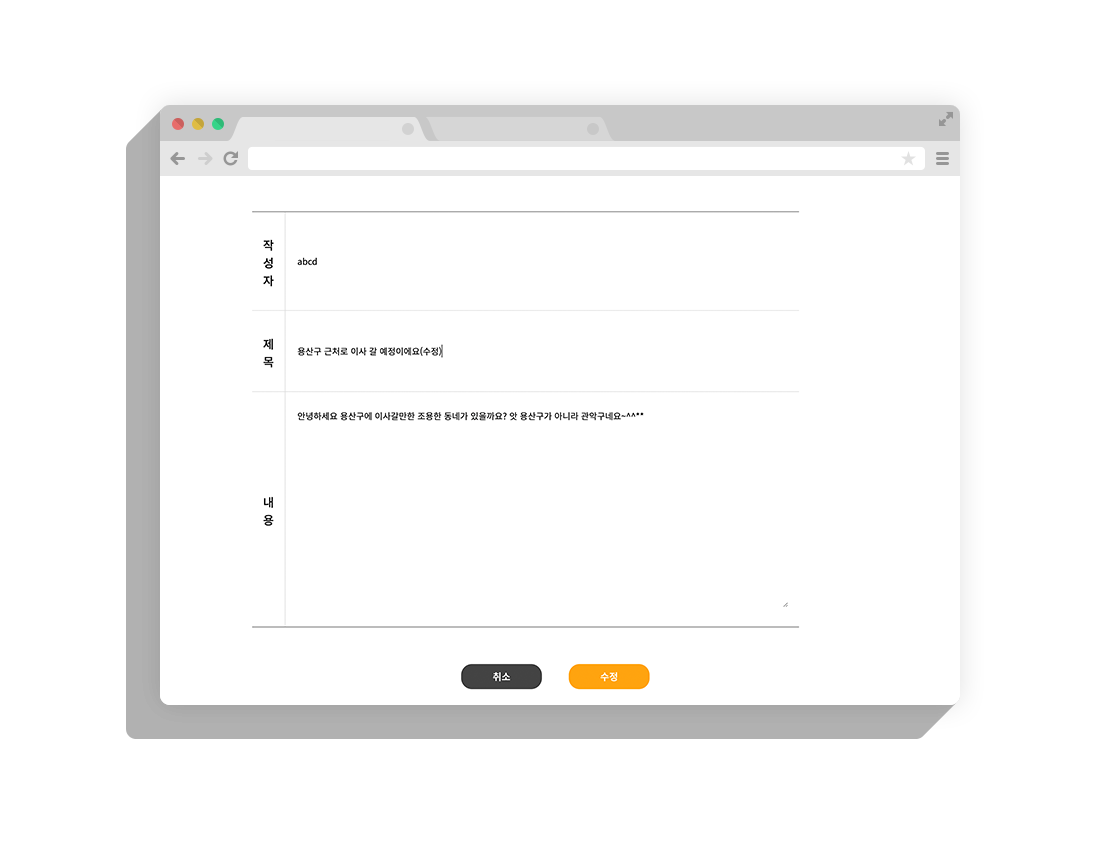 작
성
자
abcd
제
목
용산구 근처로 이사 갈 예정이에요(수정)
안녕하세요 용산구에 이사갈만한 조용한 동네가 있을까요? 앗 용산구가 아니라 관악구네요~^^**
내
용
취소
수정